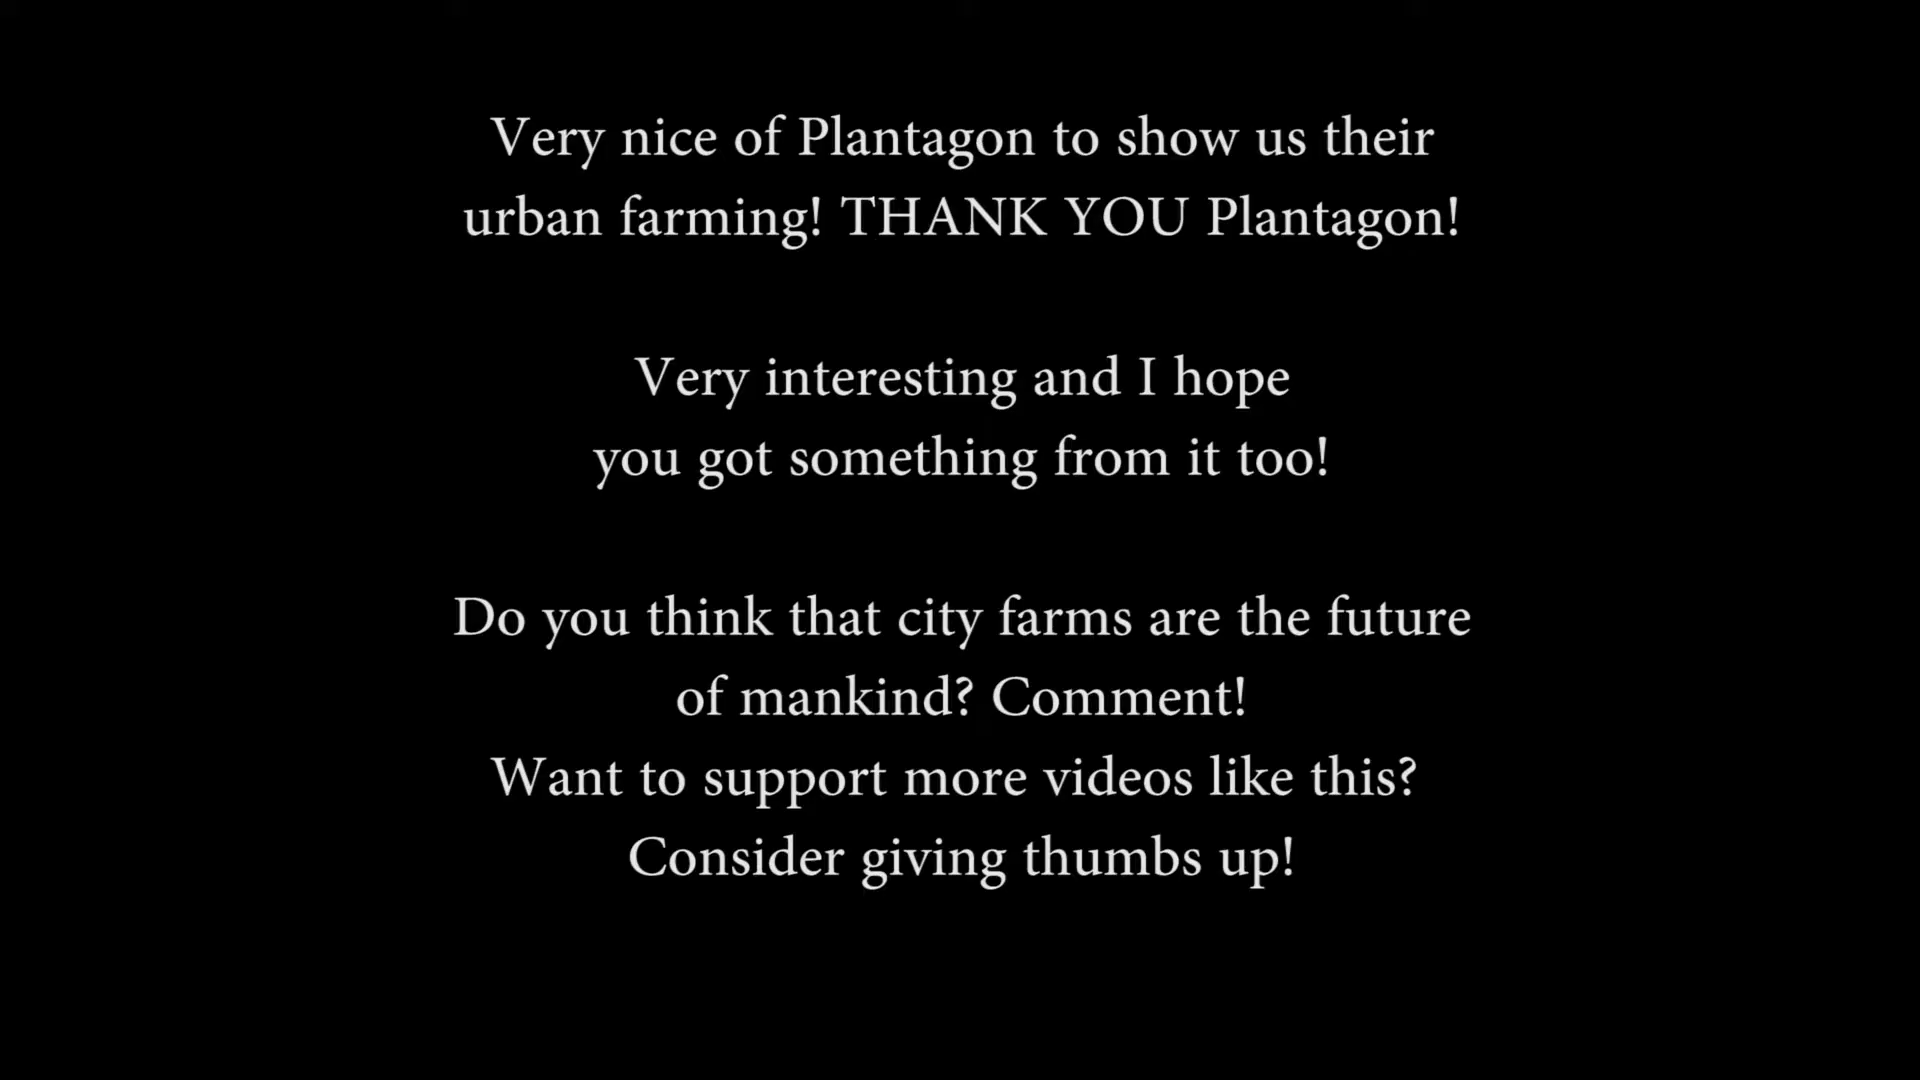 Very nice of Plantagon to show us their
urban farming! THANK YOU Plantagon!
Very interesting and I hope
you got something from it too!
Do you think that city farms are the future
of mankind? Comment!
Want to support more videos like this?
Consider giving thumbs up!